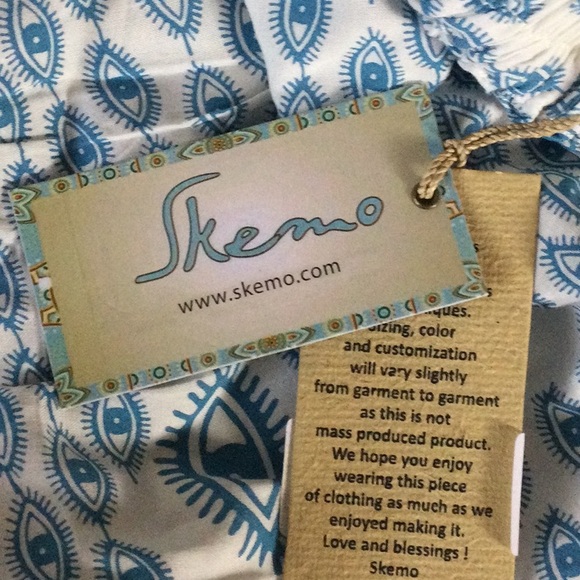 Skemo
www.skemo.com
sizing, color
and customization
will vary slightly
from garment to garment
as this is not
mass produced product.
We hope you enjoy
wearing this piece
of clothing as much as we
enjoyed making it.
Love and blessings !
Skemo